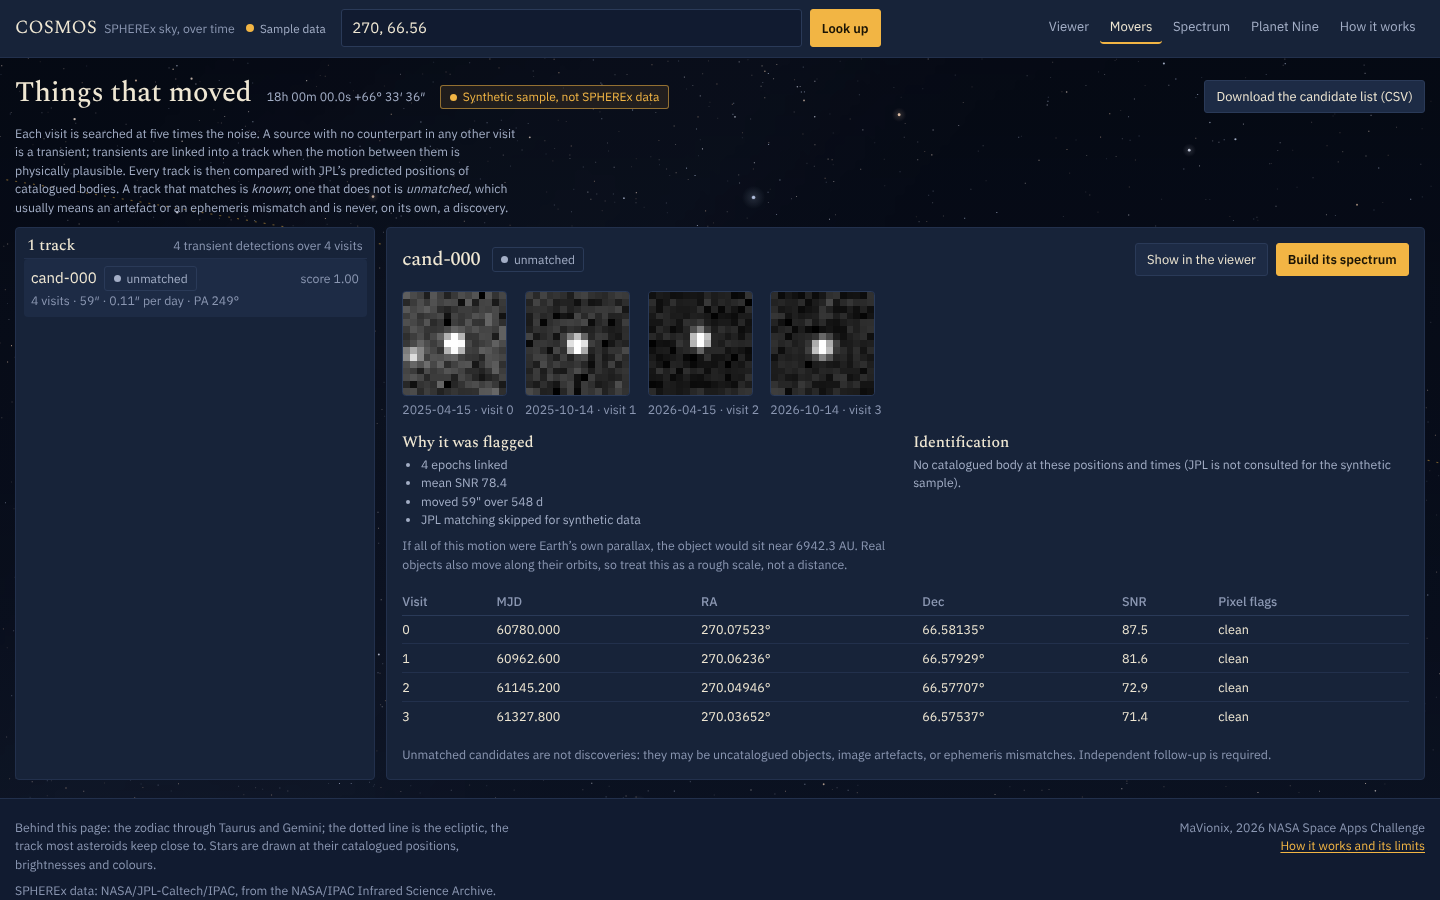 COSMOS SPHEREx sky, over time Sample data 270, 66.56 Look up Viewer Movers Spectrum Planet Nine How it works
Things that moved 18h 00m 00.0s +66° 33′ 36″ Synthetic sample, not SPHEREx data Download the candidate list (CSV)
Each visit is searched at five times the noise. A source with no counterpart in any other visit
is a transient; transients are linked into a track when the motion between them is
physically plausible. Every track is then compared with JPL’s predicted positions of
catalogued bodies. A track that matches is known; one that does not is unmatched, which
usually means an artefact or an ephemeris mismatch and is never, on its own, a discovery.
1 track 4 transient detections over 4 visits
cand-000 unmatched score 1.00
4 visits · 59″ · 0.11″ per day · PA 249°
cand-000 unmatched Show in the viewer Build its spectrum
2025-04-15 · visit 0 2025-10-14 · visit 1 2026-04-15 · visit 2 2026-10-14 · visit 3
Why it was flagged
• 4 epochs linked
• mean SNR 78.4
• moved 59" over 548 d
• JPL matching skipped for synthetic data
If all of this motion were Earth’s own parallax, the object would sit near 6942.3 AU. Real
objects also move along their orbits, so treat this as a rough scale, not a distance.
Identification
No catalogued body at these positions and times (JPL is not consulted for the synthetic
sample).
Visit MJD RA Dec SNR Pixel flags
0 60780.000 270.07523° 66.58135° 87.5 clean
1 60962.600 270.06236° 66.57929° 81.6 clean
2 61145.200 270.04946° 66.57707° 72.9 clean
3 61327.800 270.03652° 66.57537° 71.4 clean
Unmatched candidates are not discoveries: they may be uncatalogued objects, image artefacts, or ephemeris mismatches. Independent follow-up is required.
Behind this page: the zodiac through Taurus and Gemini; the dotted line is the ecliptic, the
track most asteroids keep close to. Stars are drawn at their catalogued positions,
brightnesses and colours.
SPHEREx data: NASA/JPL-Caltech/IPAC, from the NASA/IPAC Infrared Science Archive.
MaVionix, 2026 NASA Space Apps Challenge
How it works and its limits